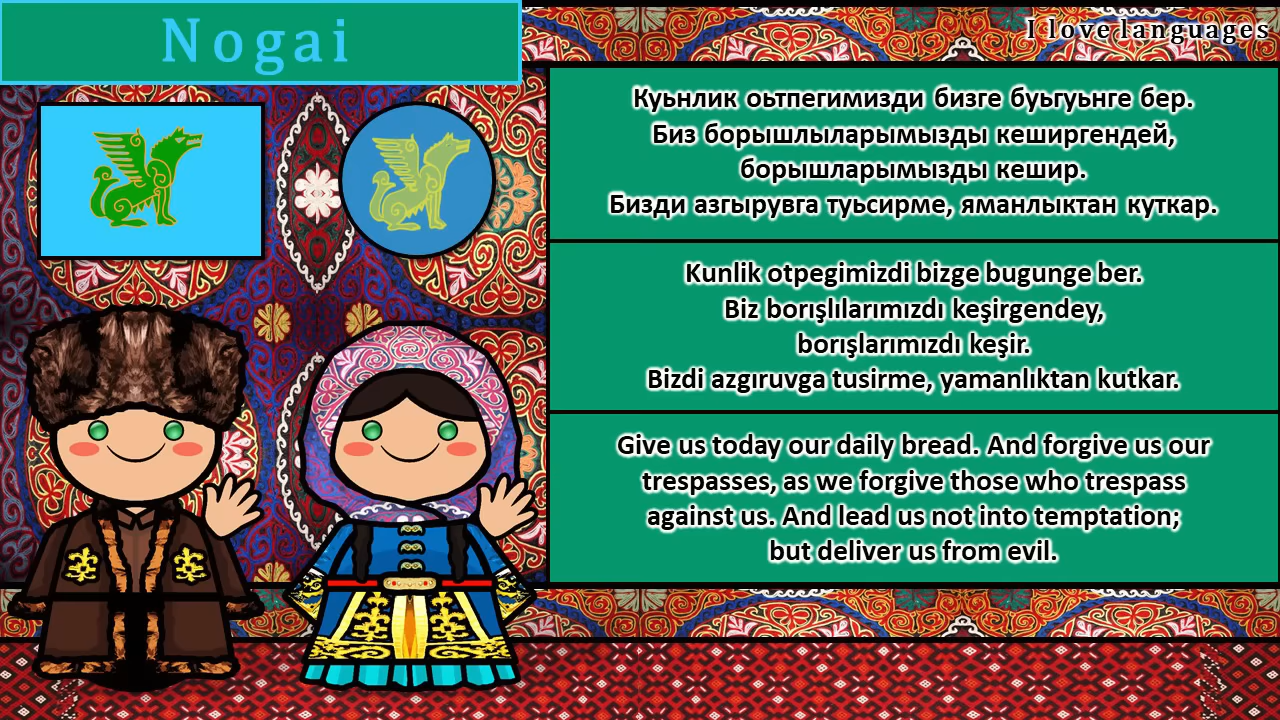 Nogai
I love languages
Куьнлик оьтпегимизди бизге буьгуьнге бер.
Биз борышлыларымызды кеширгендей,
борышларымызды кешир.
Бизди азгырувга туьсирме, яманлыктан куткар.
Kunlik otpegimizdi bizge bugunge ber.
Biz borışlılarımızdı keşirgendey,
borışlarımızdı keşir.
Bizdi azgıruvga tusirme, yamanlıktan kutkar.
Give us today our daily bread. And forgive us our
trespasses, as we forgive those who trespass
against us. And lead us not into temptation;
but deliver us from evil.